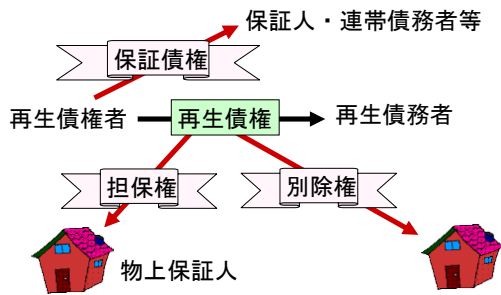 保証人・連帯債務者等
保証債権
再生債権者
再生債権
再生債務者
担保権
別除権
物上保証人